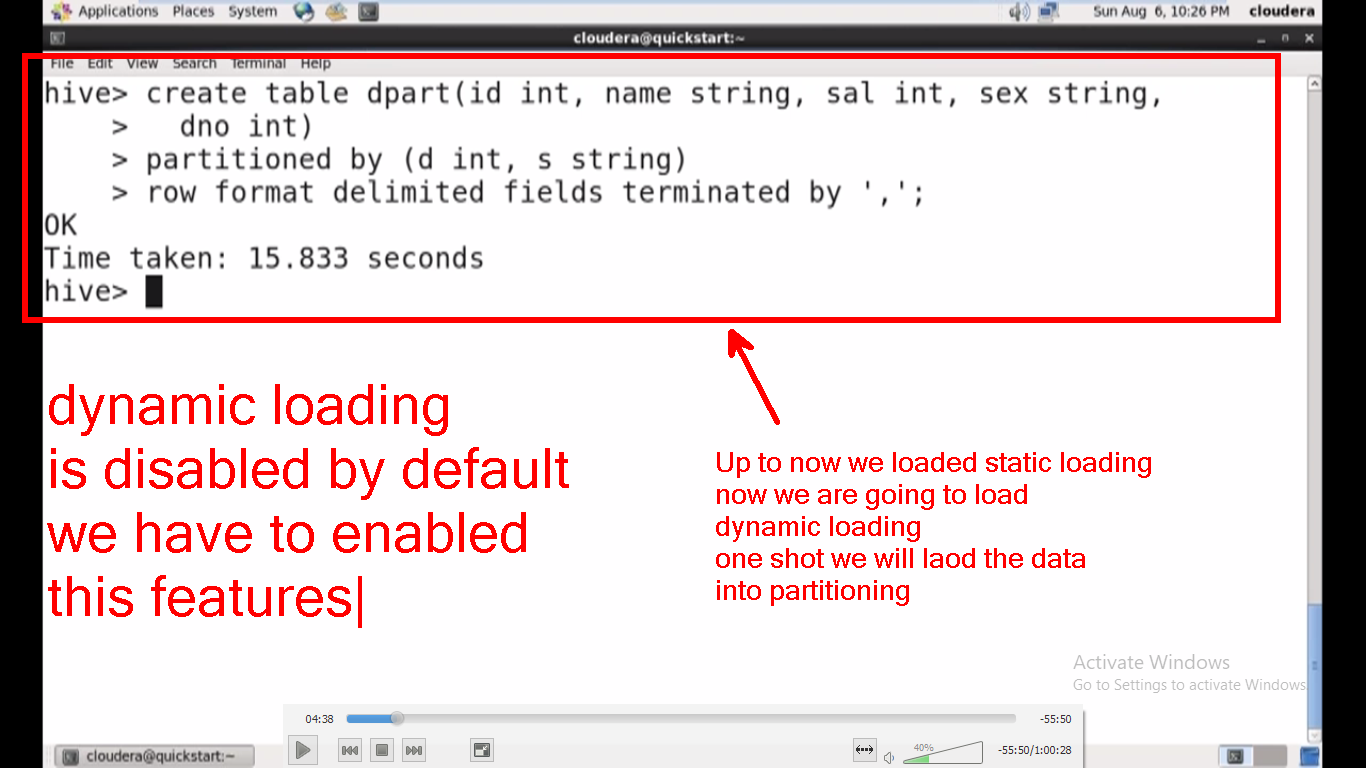 Applications Places System
Sun Aug 6, 10:26 PM cloudera
cloudera@quickstart:~
File Edit View Search Terminal Help
hive> create table dpart(id int, name string, sal int, sex string,
> dno int)
> partitioned by (d int, s string)
> row format delimited fields terminated by ',';
OK
Time taken: 15.833 seconds
hive>
dynamic loading
is disabled by default
we have to enabled
this features
Up to now we loaded static loading
now we are going to load
dynamic loading
one shot we will laod the data
into partitioning
Activate Windows
Go to Settings to activate Windows.
04:38
-55:50
40%
-55:50/1:00:28
cloudera@quickstart:~